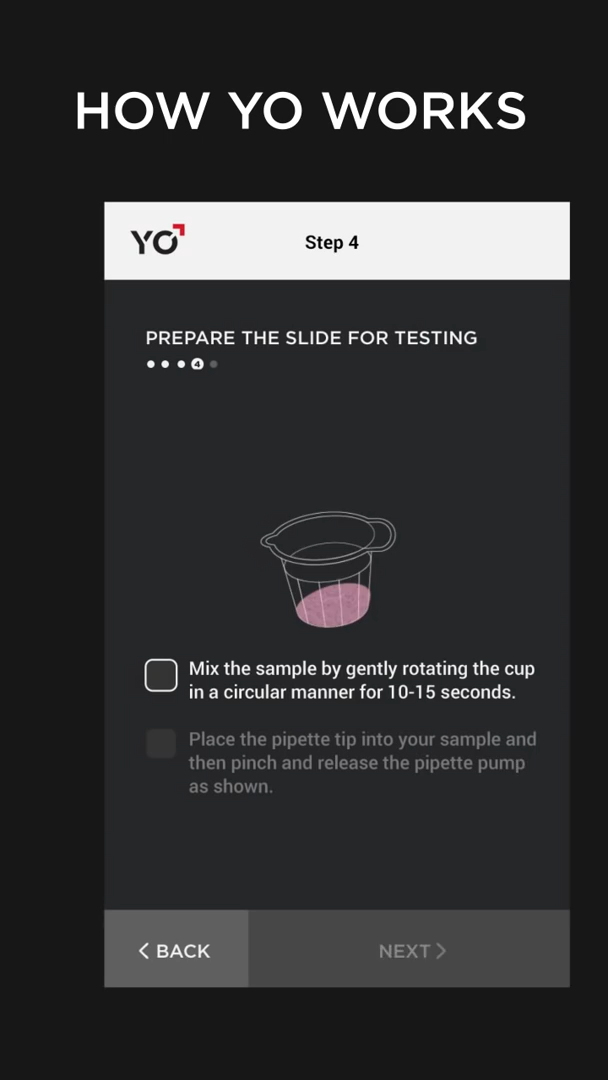 HOW YO WORKS
YO
Step 4
PREPARE THE SLIDE FOR TESTING
4
Mix the sample by gently rotating the cup
in a circular manner for 10-15 seconds.
Place the pipette tip into your sample and
then pinch and release the pipette pump
as shown.
BACK
NEXT